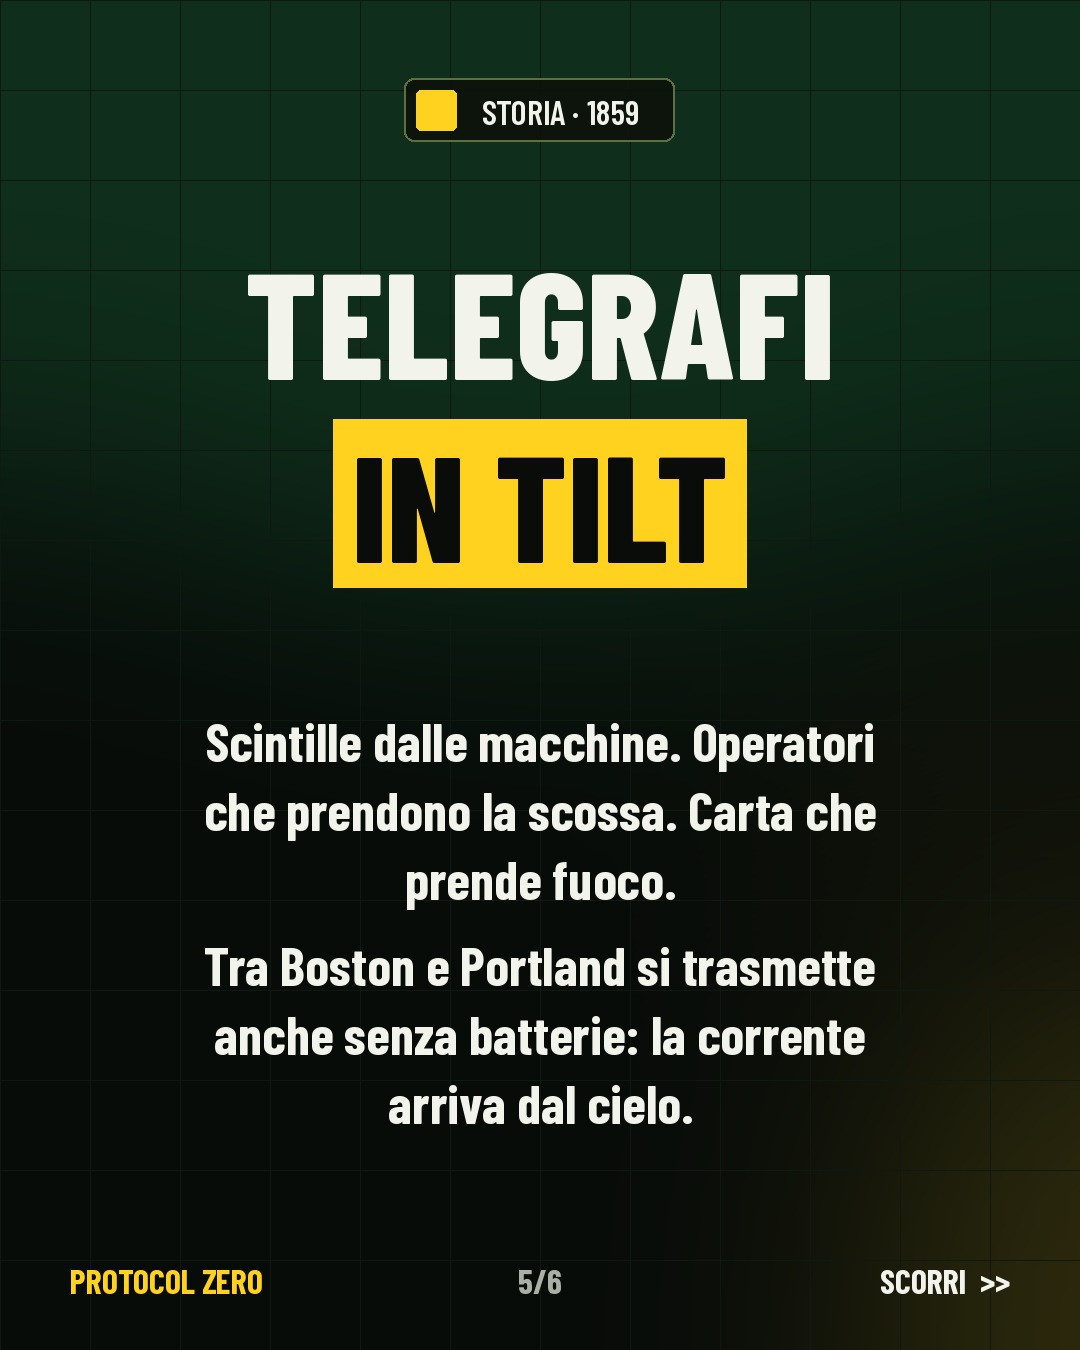 STORIA · 1859
TELEGRAFI
IN TILT
Scintille dalle macchine. Operatori
che prendono la scossa. Carta che
prende fuoco.
Tra Boston e Portland si trasmette
anche senza batterie: la corrente
arriva dal cielo.
PROTOCOL ZERO
5/6
SCORRI >>